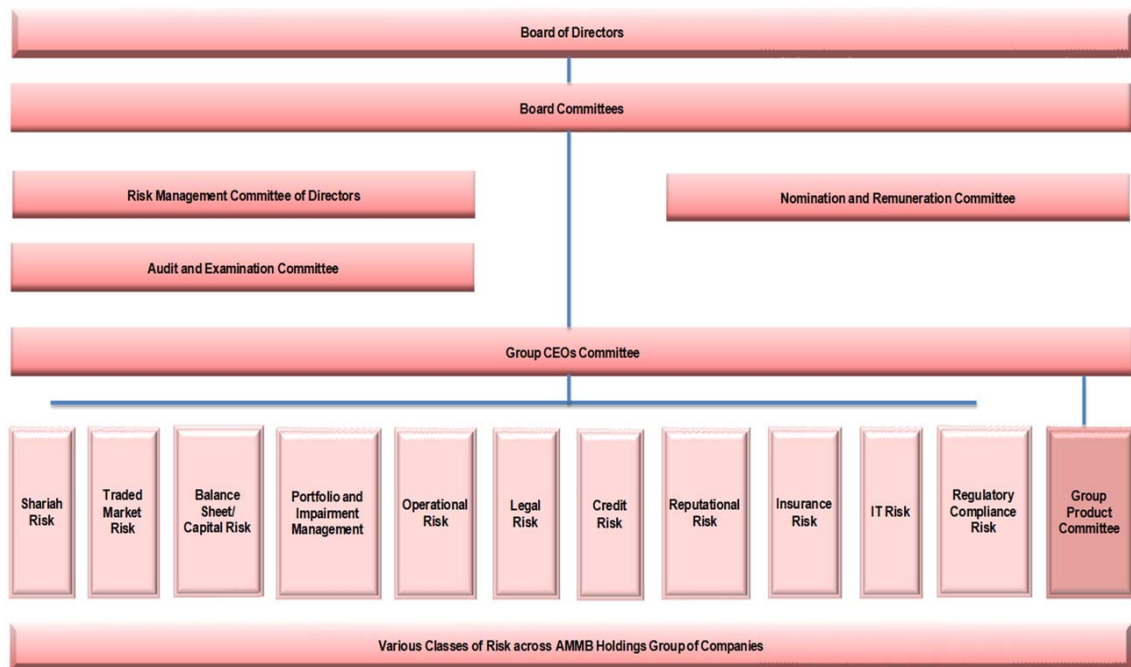 Board of Directors
Board Committees
Risk Management Committee of Directors
Nomination and Remuneration Committee
Audit and Examination Committee
Group CEOs Committee
Shariah
Risk
Traded
Market
Risk
Balance
Sheet/
Capital Risk
Portfolio and
Impairment
Management
Operational
Risk
Legal
Risk
Credit
Risk
Reputational
Risk
Insurance
Risk
IT Risk
Regulatory
Compliance
Risk
Group
Product
Committee
Various Classes of Risk across AMMB Holdings Group of Companies